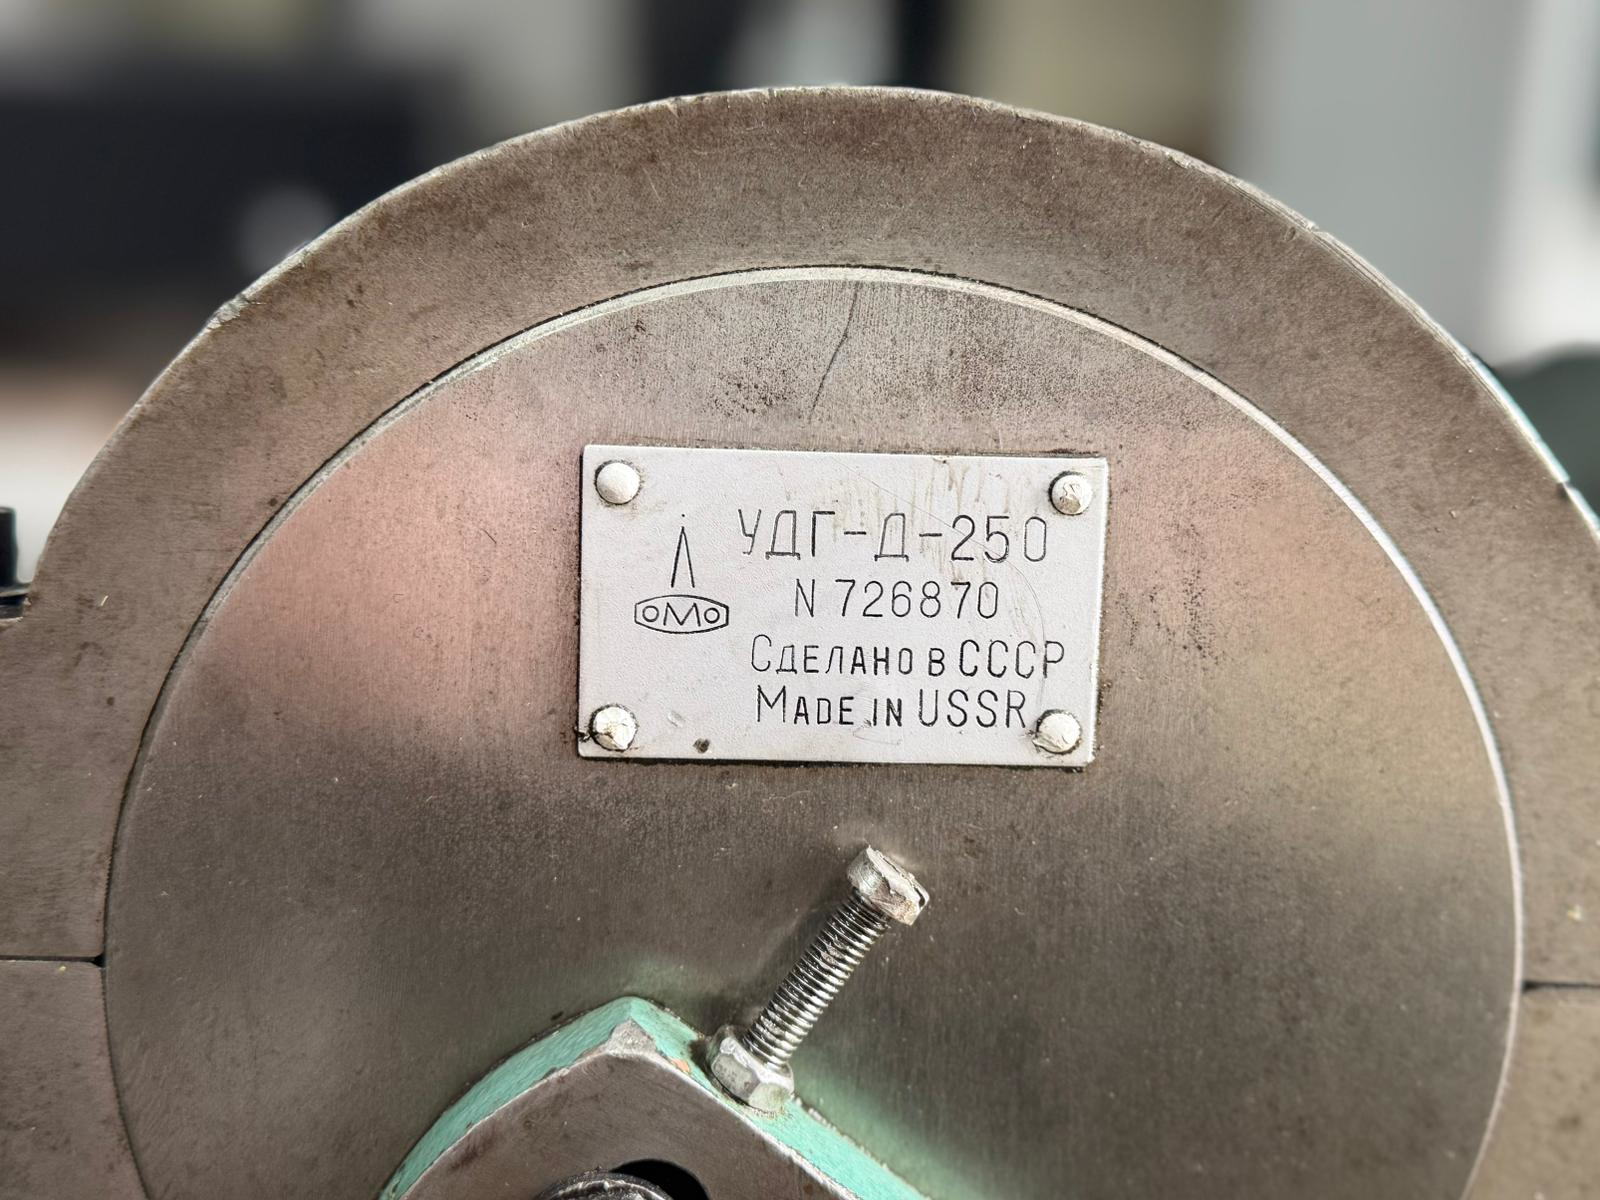 УДГ-Д-250
N 726870
ОМО
СДЕЛАНО В СССР
MADE IN USSR